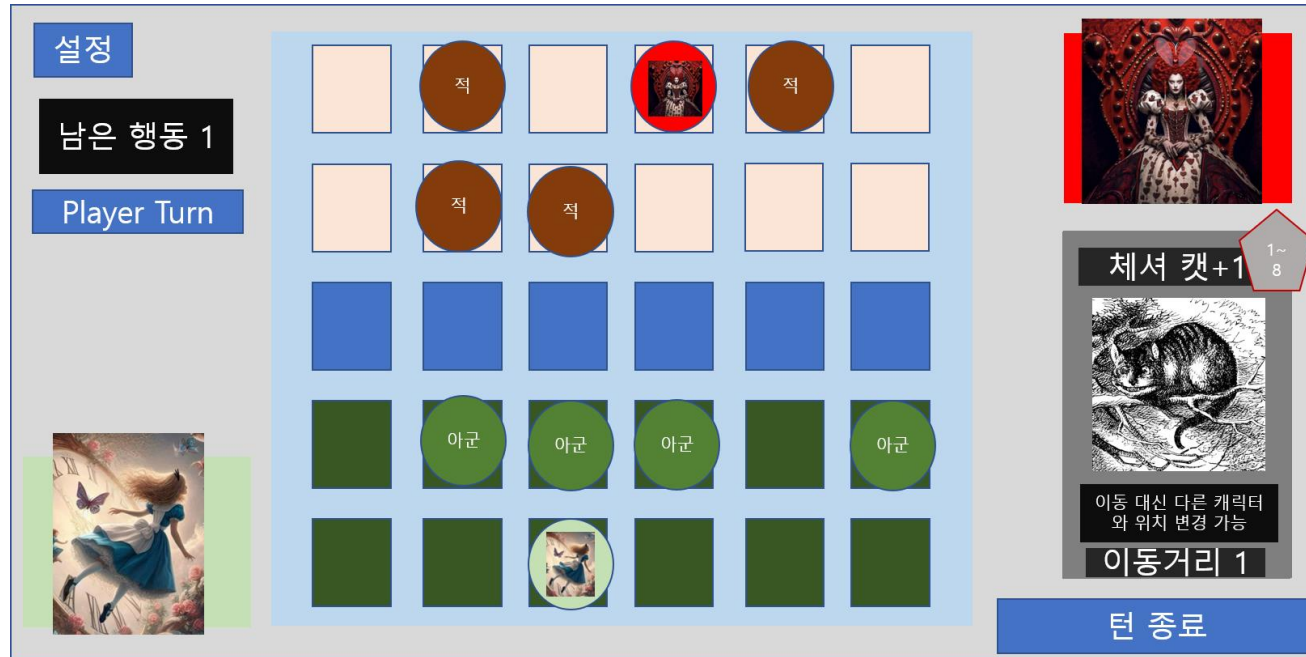 설정
남은 행동 1
Player Turn
적
적
적
적
아군
아군
아군
아군
체셔 캣+1
1~
8
이동 대신 다른 캐릭터
와 위치 변경 가능
이동거리 1
턴 종료